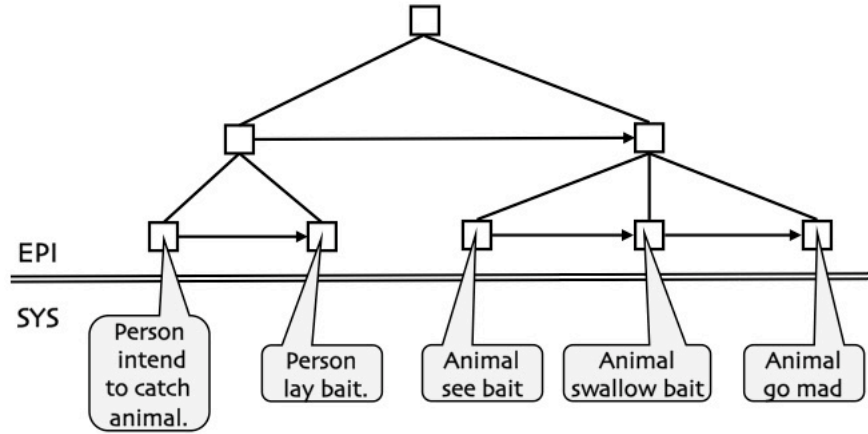 EPI
SYS
Person
intend
to catch
animal.
Person
lay bait.
Animal
see bait
Animal
swallow bait
Animal
go mad